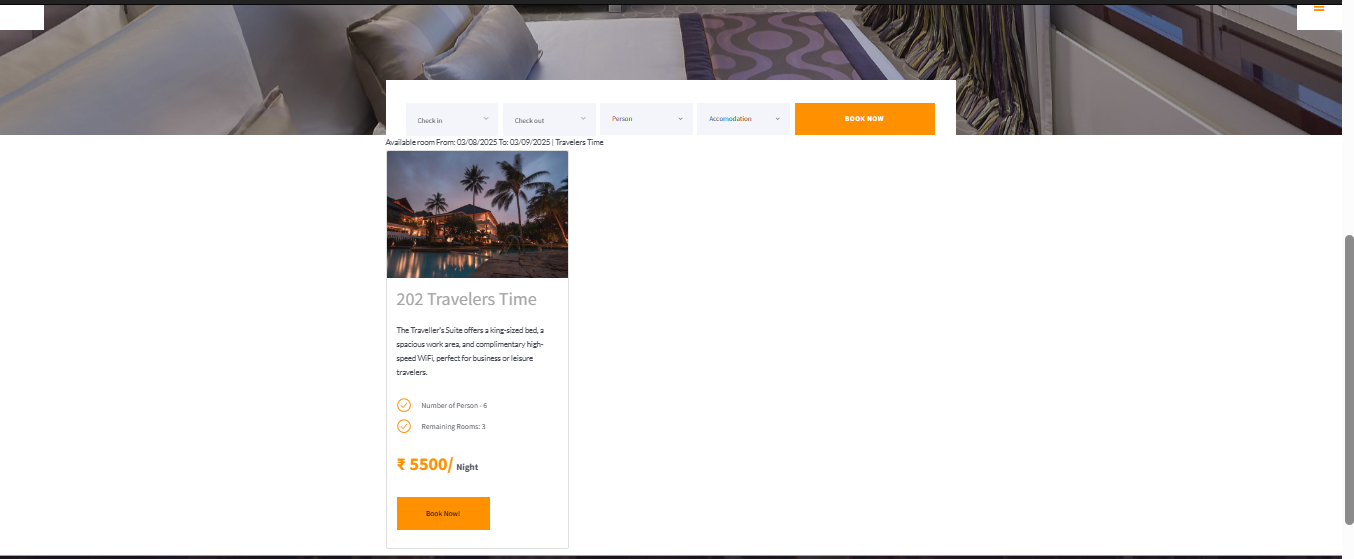 Check in
Check out
Person
Accomodation
BOOK NOW
Available room From: 03/08/2025 To: 03/09/2025 | Travelers Time
202 Travelers Time
The Traveller's Suite offers a king-sized bed, a
spacious work area, and complimentary high-
speed WiFi, perfect for business or leisure
travelers.
Number of Person - 6
Remaining Rooms: 3
₹ 5500/ Night
Book Now!